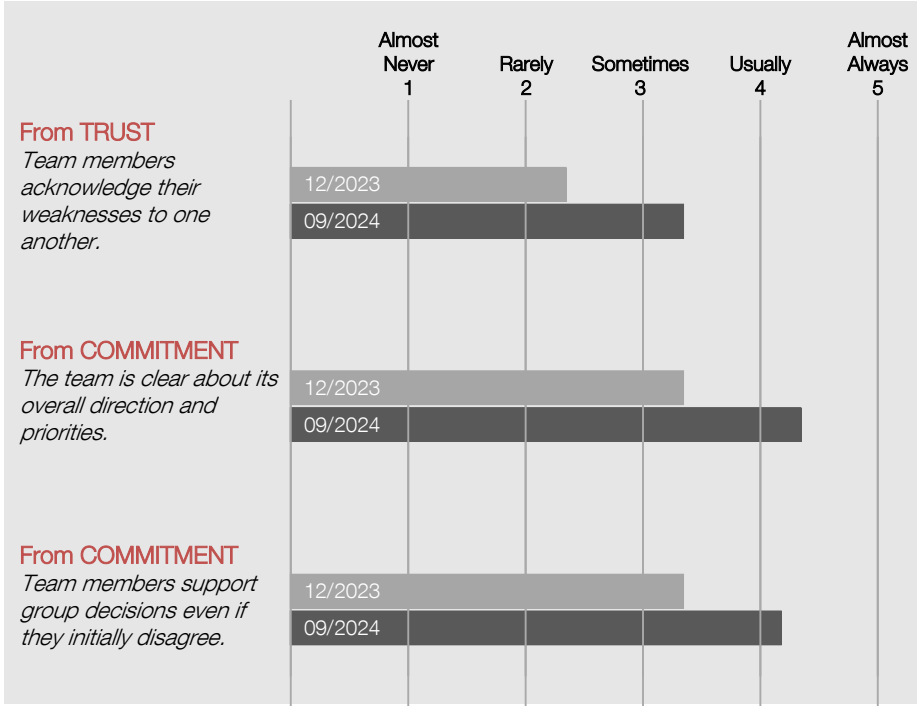 Almost
Never
1
Rarely
2
Sometimes
3
Usually
4
Almost
Always
5
From TRUST
Team members
acknowledge their
weaknesses to one
another.
12/2023
09/2024
From COMMITMENT
The team is clear about its
overall direction and
priorities.
12/2023
09/2024
From COMMITMENT
Team members support
group decisions even if
they initially disagree.
12/2023
09/2024